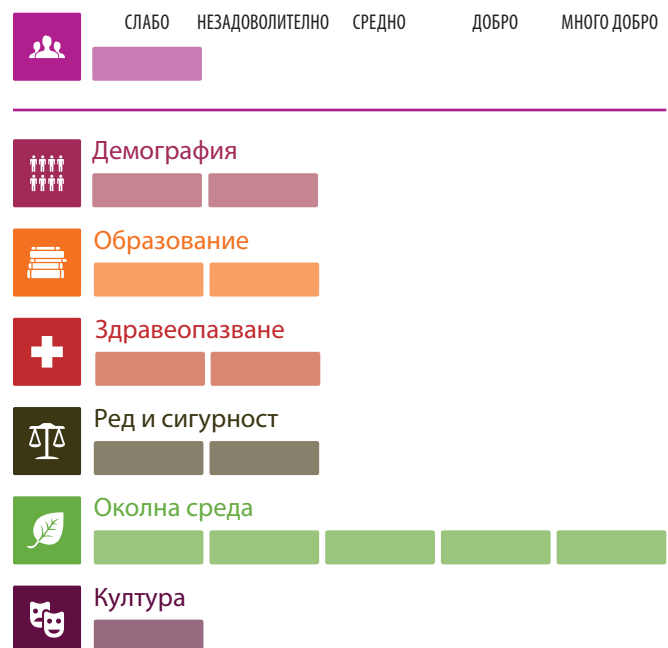 СЛАБО НЕЗАДОВОЛИТЕЛНО СРЕДНО ДОБРО МНОГО ДОБРО
Демография
Образование
Здравеопазване
Ред и сигурност
Околна среда
Култура